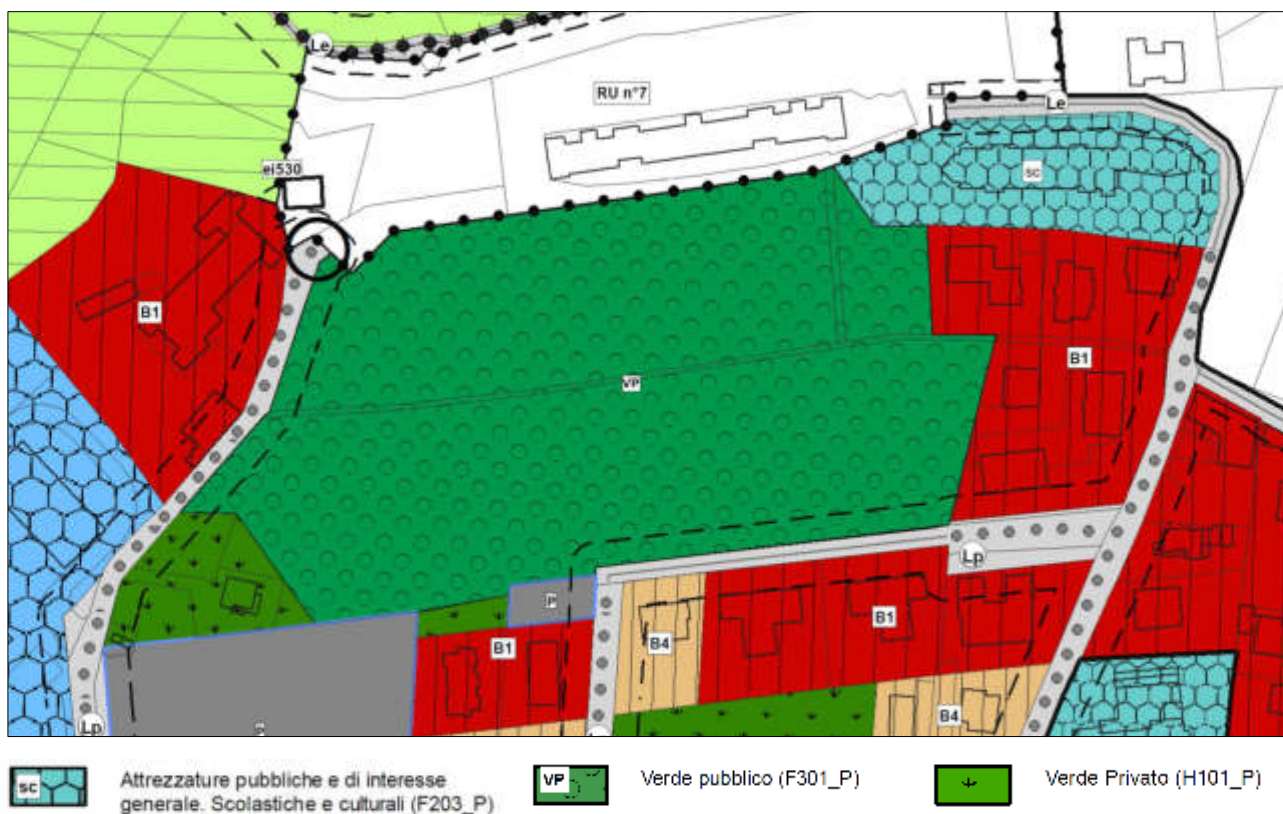 Le
RU n°7
Le
ei530
sc
B1
B1
VP
Lp
P
B1
B1
B4
Lp
B4
sc
Attrezzature pubbliche e di interesse
generale. Scolastiche e culturali (F203_P)
VP
Verde pubblico (F301_P)
Verde Privato (H101_P)